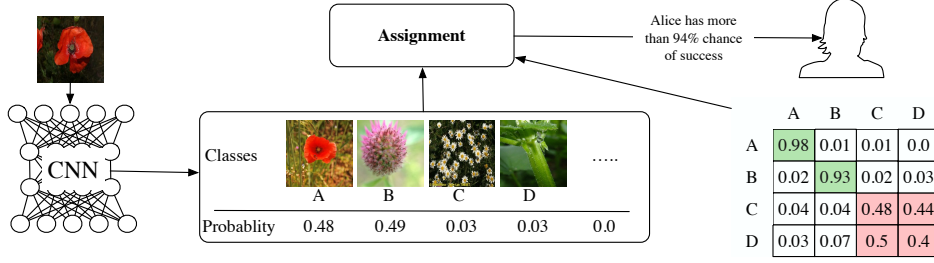 Assignment
Alice has more
than 94% chance
of success
CNN
Classes
.....
A B C D
Probablity 0.48 0.49 0.03 0.03 0.0
A B C D
A 0.98 0.01 0.01 0.0
B 0.02 0.93 0.02 0.03
C 0.04 0.04 0.48 0.44
D 0.03 0.07 0.5 0.4